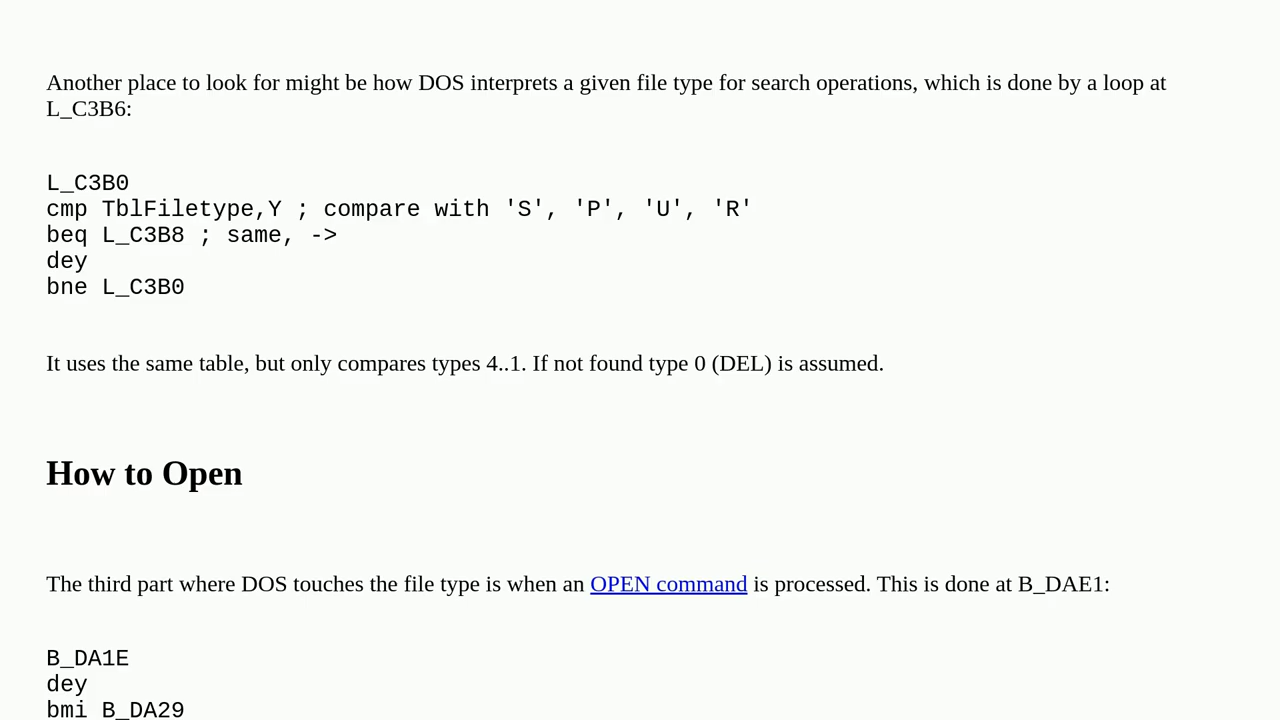 Another place to look for might be how DOS interprets a given file type for search operations, which is done by a loop at
L_C3B6:
L_C3B0
cmp TblFiletype,Y ; compare with 'S', 'P', 'U', 'R'
beq L_C3B8 ; same, ->
dey
bne L_C3B0
It uses the same table, but only compares types 4..1. If not found type 0 (DEL) is assumed.
How to Open
The third part where DOS touches the file type is when an OPEN command is processed. This is done at B_DAE1:
B_DA1E
dey
bmi B_DA29